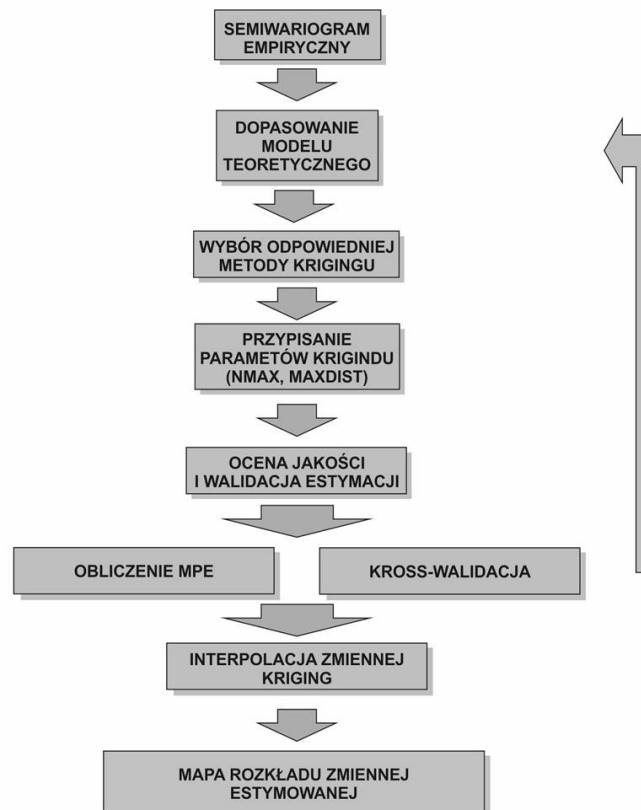 SEMIWARIOGRAM
EMPIRYCZNY
DOPASOWANIE
MODELU
TEORETYCZNEGO
WYBÓR ODPOWIEDNIEJ
METODY KRIGINGU
PRZYPISANIE
PARAMETÓW KRIGINDU
(NMAX, MAXDIST)
OCENA JAKOŚCI
I WALIDACJA ESTYMACJI
OBLICZENIE MPE
KROSS-WALIDACJA
INTERPOLACJA ZMIENNEJ
KRIGING
MAPA ROZKŁADU ZMIENNEJ
ESTYMOWANEJ